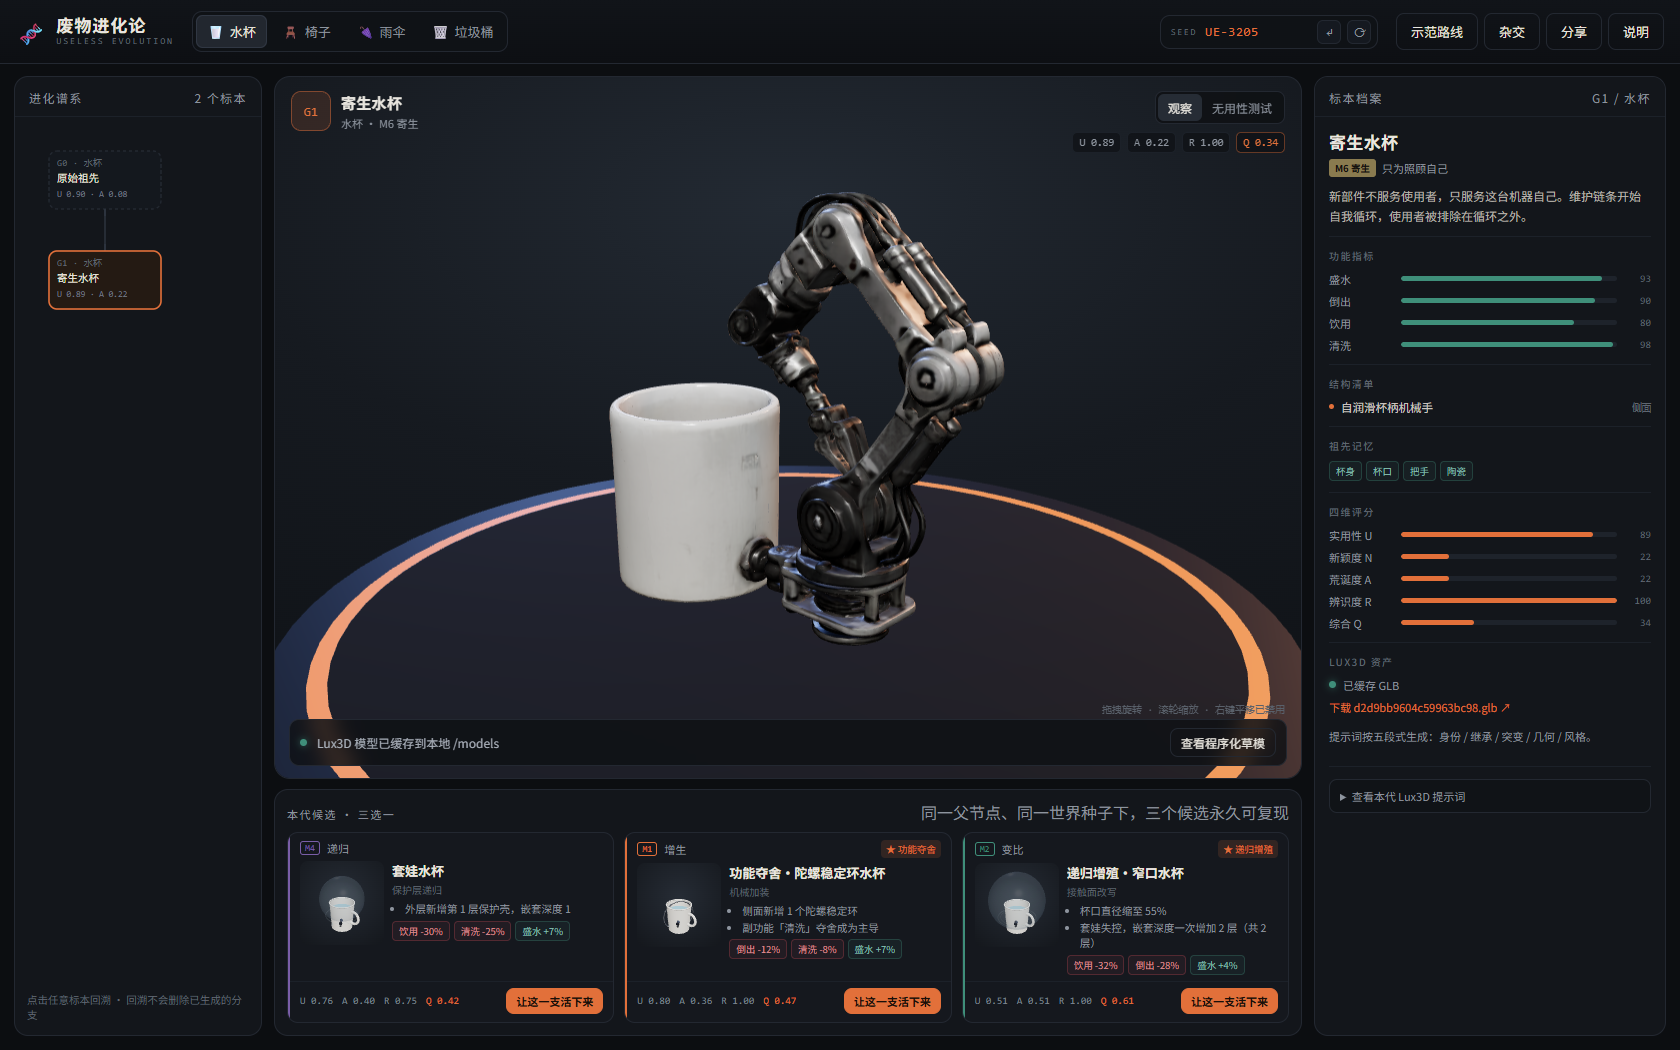 废物进化论
USELESS EVOLUTION
水杯
椅子
雨伞
垃圾桶
SEED UE-3205
示范路线
杂交
分享
说明
进化谱系 2 个标本
G0 · 水杯
原始祖先
U 0.90 · A 0.08
G1 · 水杯
寄生水杯
U 0.89 · A 0.22
点击任意标本回溯 · 回溯不会删除已生成的分
支
G1
寄生水杯
水杯 · M6 寄生
观察 无用性测试
U 0.89 A 0.22 R 1.00 Q 0.34
拖拽旋转 · 滚轮缩放 · 右键平移已禁用
Lux3D 模型已缓存到本地 /models
查看程序化草模
本代候选 · 三选一
同一父节点、同一世界种子下，三个候选永久可复现
M4 递归
套娃水杯
保护层递归
外层新增第 1 层保护壳，嵌套深度 1
饮用 -30% 清洗 -25% 盛水 +7%
U 0.76 A 0.40 R 0.75 Q 0.42
让这一支活下来
M1 增生
★ 功能夺舍
功能夺舍·陀螺稳定环水杯
机械加装
侧面新增 1 个陀螺稳定环
副功能「清洗」夺舍成为主导
倒出 -12% 清洗 -8% 盛水 +7%
U 0.80 A 0.36 R 1.00 Q 0.47
让这一支活下来
M2 变比
★ 递归增殖
递归增殖·窄口水杯
接触面改写
杯口直径缩至 55%
套娃失控，嵌套深度一次增加 2 层（共 2
层）
饮用 -32% 倒出 -28% 盛水 +4%
U 0.51 A 0.51 R 1.00 Q 0.61
让这一支活下来
标本档案 G1 / 水杯
寄生水杯
M6 寄生 只为照顾自己
新部件不服务使用者，只服务这台机器自己。维护链条开始
自我循环，使用者被排除在循环之外。
功能指标
盛水 93
倒出 90
饮用 80
清洗 98
结构清单
自润滑杯柄机械手 侧面
祖先记忆
杯身 杯口 把手 陶瓷
四维评分
实用性 U 89
新颖度 N 22
荒诞度 A 22
辨识度 R 100
综合 Q 34
LUX3D 资产
已缓存 GLB
下载 d2d9bb9604c59963bc98.glb ↗
提示词按五段式生成：身份 / 继承 / 突变 / 几何 / 风格。
▶ 查看本代 Lux3D 提示词